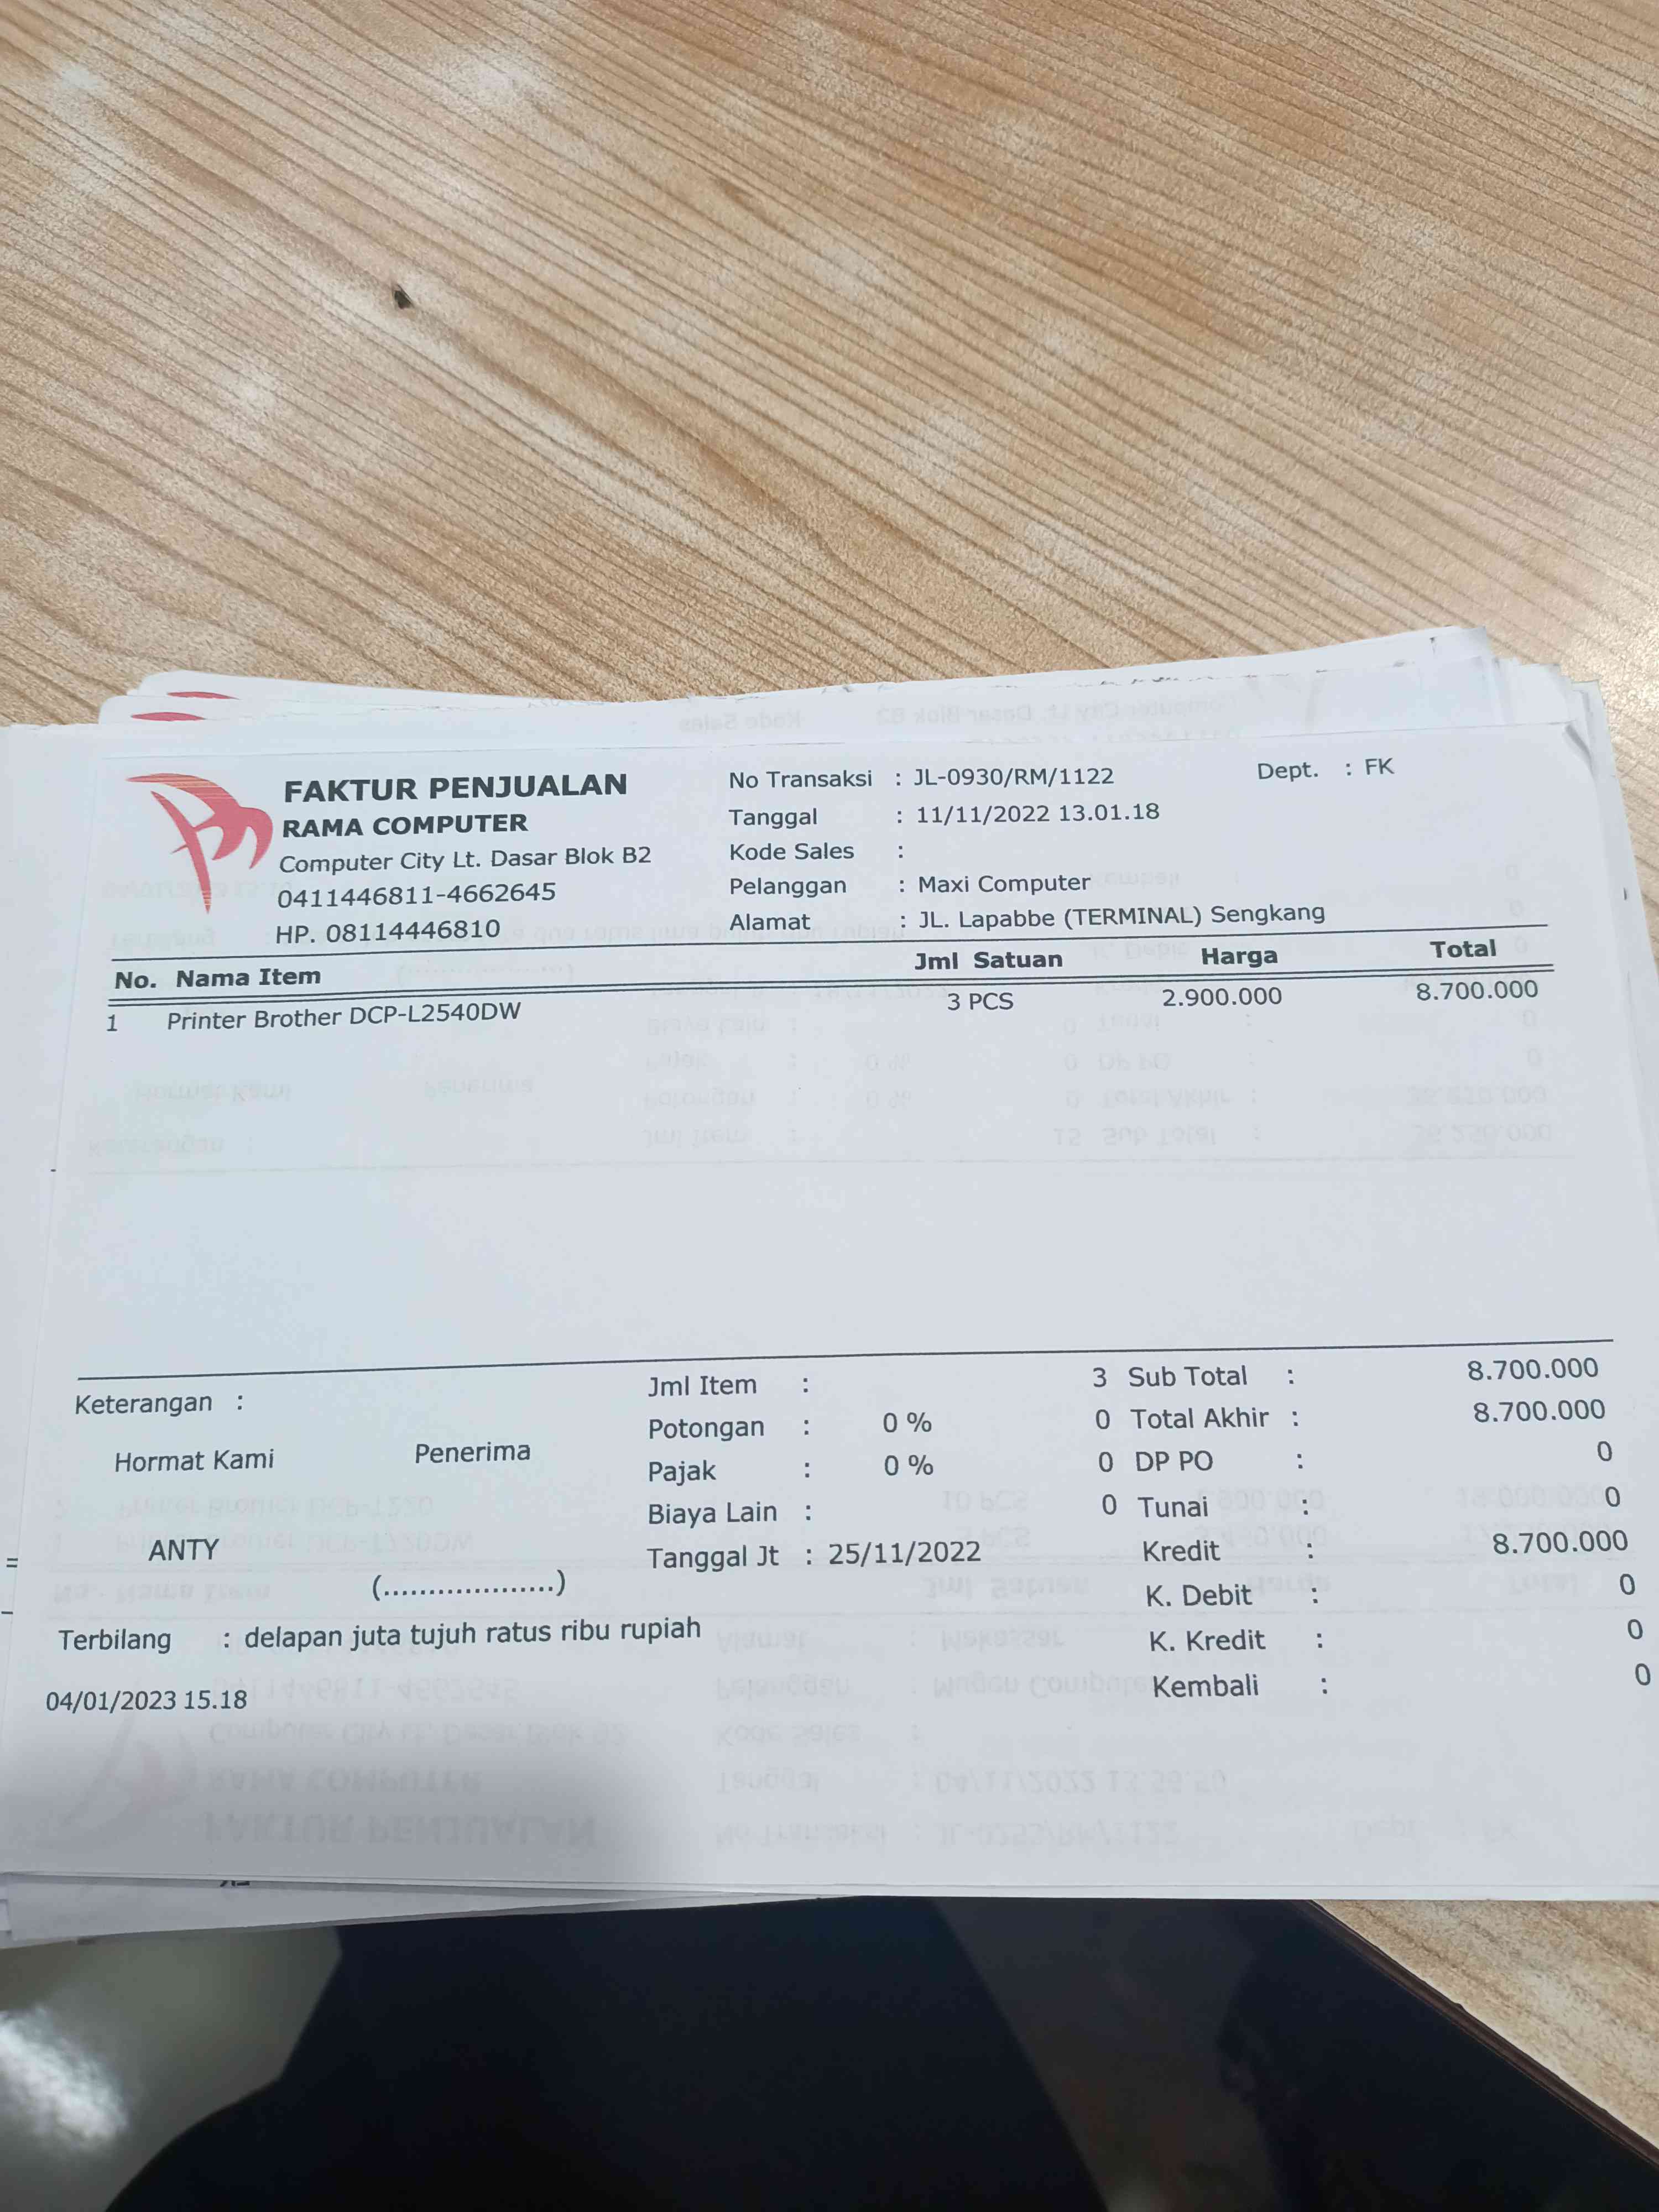 FAKTUR PENJUALAN
RAMA COMPUTER
Computer City Lt. Dasar Blok B2
0411446811-4662645
HP. 08114446810
No Transaksi : JL-0930/RM/1122
Dept. : FK
Tanggal : 11/11/2022 13.01.18
Kode Sales :
Pelanggan : Maxi Computer
Alamat : JL. Lapabbe (TERMINAL) Sengkang
No. Nama Item Jml Satuan Harga Total
1 Printer Brother DCP-L2540DW 3 PCS 2.900.000 8.700.000
Keterangan :
Hormat Kami Penerima
ANTY
(...................)
Jml Item : 3
Potongan : 0 % 0
Pajak : 0 % 0
Biaya Lain : 0
Tanggal Jt : 25/11/2022
Sub Total : 8.700.000
Total Akhir : 8.700.000
DP PO : 0
Tunai : 0
Kredit : 8.700.000
K. Debit : 0
K. Kredit : 0
Kembali : 0
Terbilang : delapan juta tujuh ratus ribu rupiah
04/01/2023 15.18